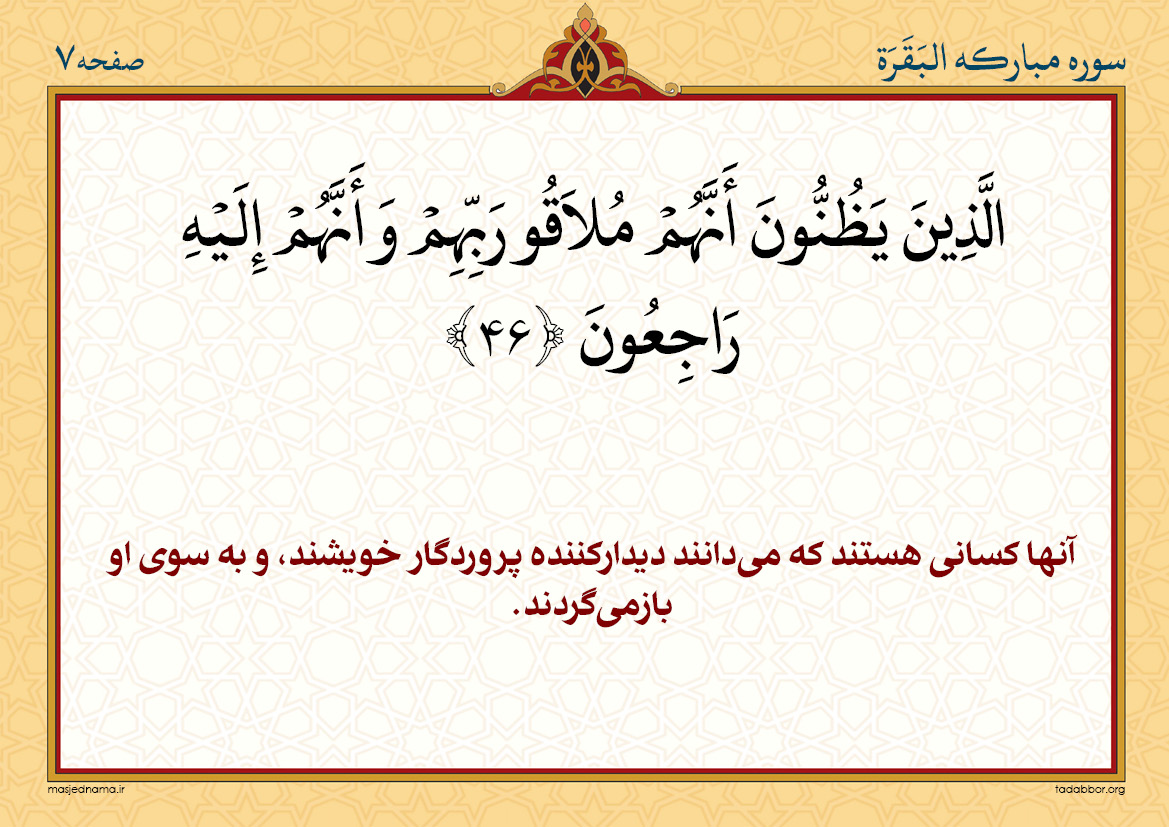 سوره مبارکه البَقَرَة
صفحه۷
الَّذِينَ يَظُنُّونَ أَنَّهُمْ مُلاَقُو رَبِّهِمْ وَ أَنَّهُمْ إِلَيْهِ
رَاجِعُونَ ﴿۴۶﴾
آنها کسانی هستند که می‌دانند دیدارکننده پروردگار خویشند، و به سوی او
بازمی‌گردند.
masjednama.ir
tadabbor.org